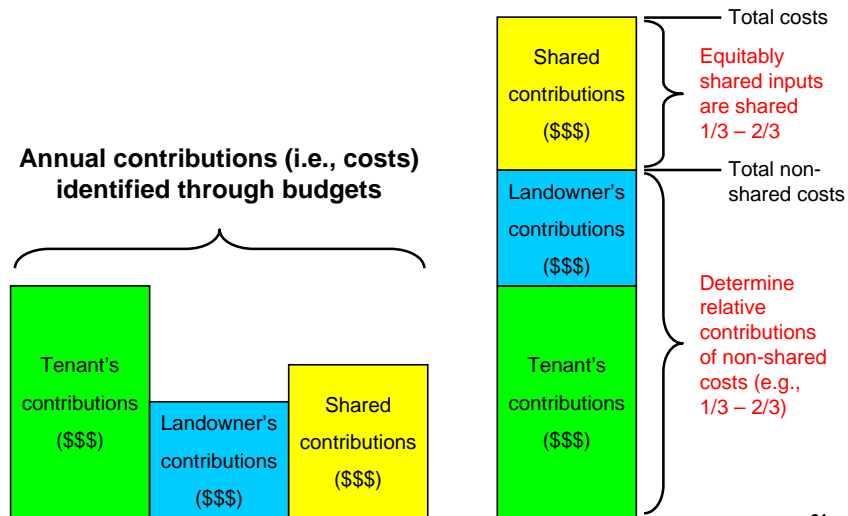 Annual contributions (i.e., costs)
identified through budgets
Tenant's
contributions
($$$)
Landowner's
contributions
($$$)
Shared
contributions
($$$)
Shared
contributions
($$$)
Landowner's
contributions
($$$)
Tenant's
contributions
($$$)
Total costs
Equitably
shared inputs
are shared
1/3 – 2/3
Total non-
shared costs
Determine
relative
contributions
of non-shared
costs (e.g.,
1/3 – 2/3)